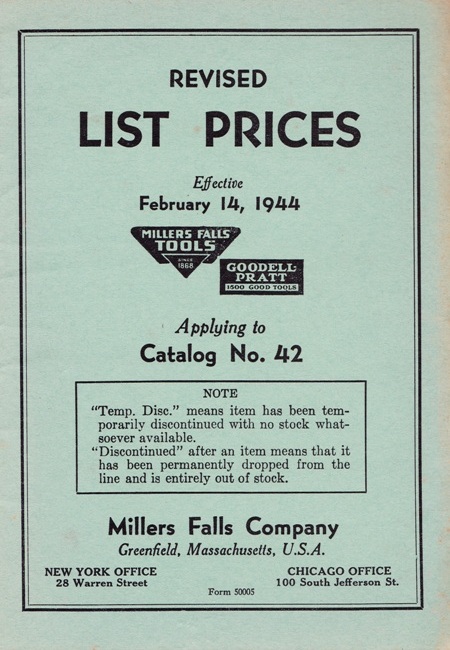 REVISED
LIST PRICES
Effective
February 14, 1944
MILLERS FALLS
TOOLS
SINCE
1868
GOODELL
PRATT
1500 GOOD TOOLS
Applying to
Catalog No. 42
NOTE
“Temp. Disc.” means item has been tem-
porarily discontinued with no stock what-
soever available.
“Discontinued” after an item means that it
has been permanently dropped from the
line and is entirely out of stock.
Millers Falls Company
Greenfield, Massachusetts, U.S.A.
NEW YORK OFFICE
28 Warren Street
CHICAGO OFFICE
100 South Jefferson St.
Form 50005